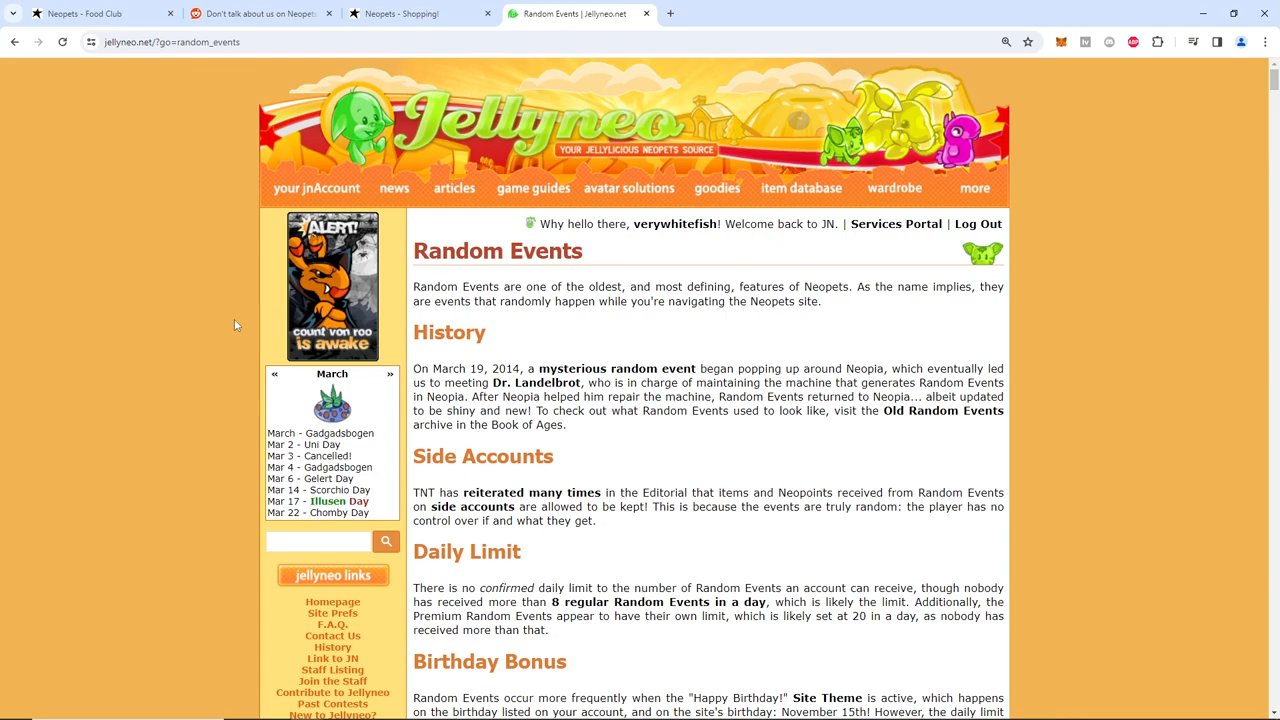 Neopets - Food Club
Don't talk about us on Neopets
Neopets - Shopping!
Random Events | Jellyneo.net
jellyneo.net/?go=random_events
Jellyneo
YOUR JELLYLICIOUS NEOPETS SOURCE
your jnAccount news articles game guides avatar solutions goodies item database wardrobe more
ALERT!
count von roo
is awake
« March »
March - Gadgadsbogen
Mar 2 - Uni Day
Mar 3 - Cancelled!
Mar 4 - Gadgadsbogen
Mar 6 - Gelert Day
Mar 14 - Scorchio Day
Mar 17 - Illusen Day
Mar 22 - Chomby Day
jellyneo links
Homepage
Site Prefs
F.A.Q.
Contact Us
History
Link to JN
Staff Listing
Join the Staff
Contribute to Jellyneo
Past Contests
New to Jellyneo?
Why hello there, verywhitefish! Welcome back to JN. | Services Portal | Log Out
Random Events
Random Events are one of the oldest, and most defining, features of Neopets. As the name implies, they
are events that randomly happen while you're navigating the Neopets site.
History
On March 19, 2014, a mysterious random event began popping up around Neopia, which eventually led
us to meeting Dr. Landelbrot, who is in charge of maintaining the machine that generates Random Events
in Neopia. After Neopia helped him repair the machine, Random Events returned to Neopia... albeit updated
to be shiny and new! To check out what Random Events used to look like, visit the Old Random Events
archive in the Book of Ages.
Side Accounts
TNT has reiterated many times in the Editorial that items and Neopoints received from Random Events
on side accounts are allowed to be kept! This is because the events are truly random: the player has no
control over if and what they get.
Daily Limit
There is no confirmed daily limit to the number of Random Events an account can receive, though nobody
has received more than 8 regular Random Events in a day, which is likely the limit. Additionally, the
Premium Random Events appear to have their own limit, which is likely set at 20 in a day, as nobody has
received more than that.
Birthday Bonus
Random Events occur more frequently when the "Happy Birthday!" Site Theme is active, which happens
on the birthday listed on your account, and on the site's birthday: November 15th! However, the daily limit